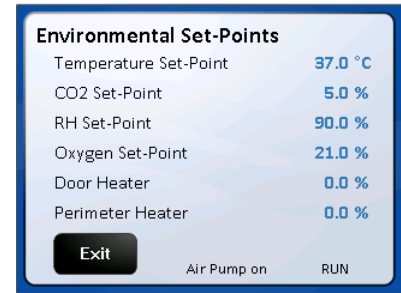 Environmental Set-Points
Temperature Set-Point 37.0 °C
CO2 Set-Point 5.0 %
RH Set-Point 90.0 %
Oxygen Set-Point 21.0 %
Door Heater 0.0 %
Perimeter Heater 0.0 %
Exit Air Pump on RUN